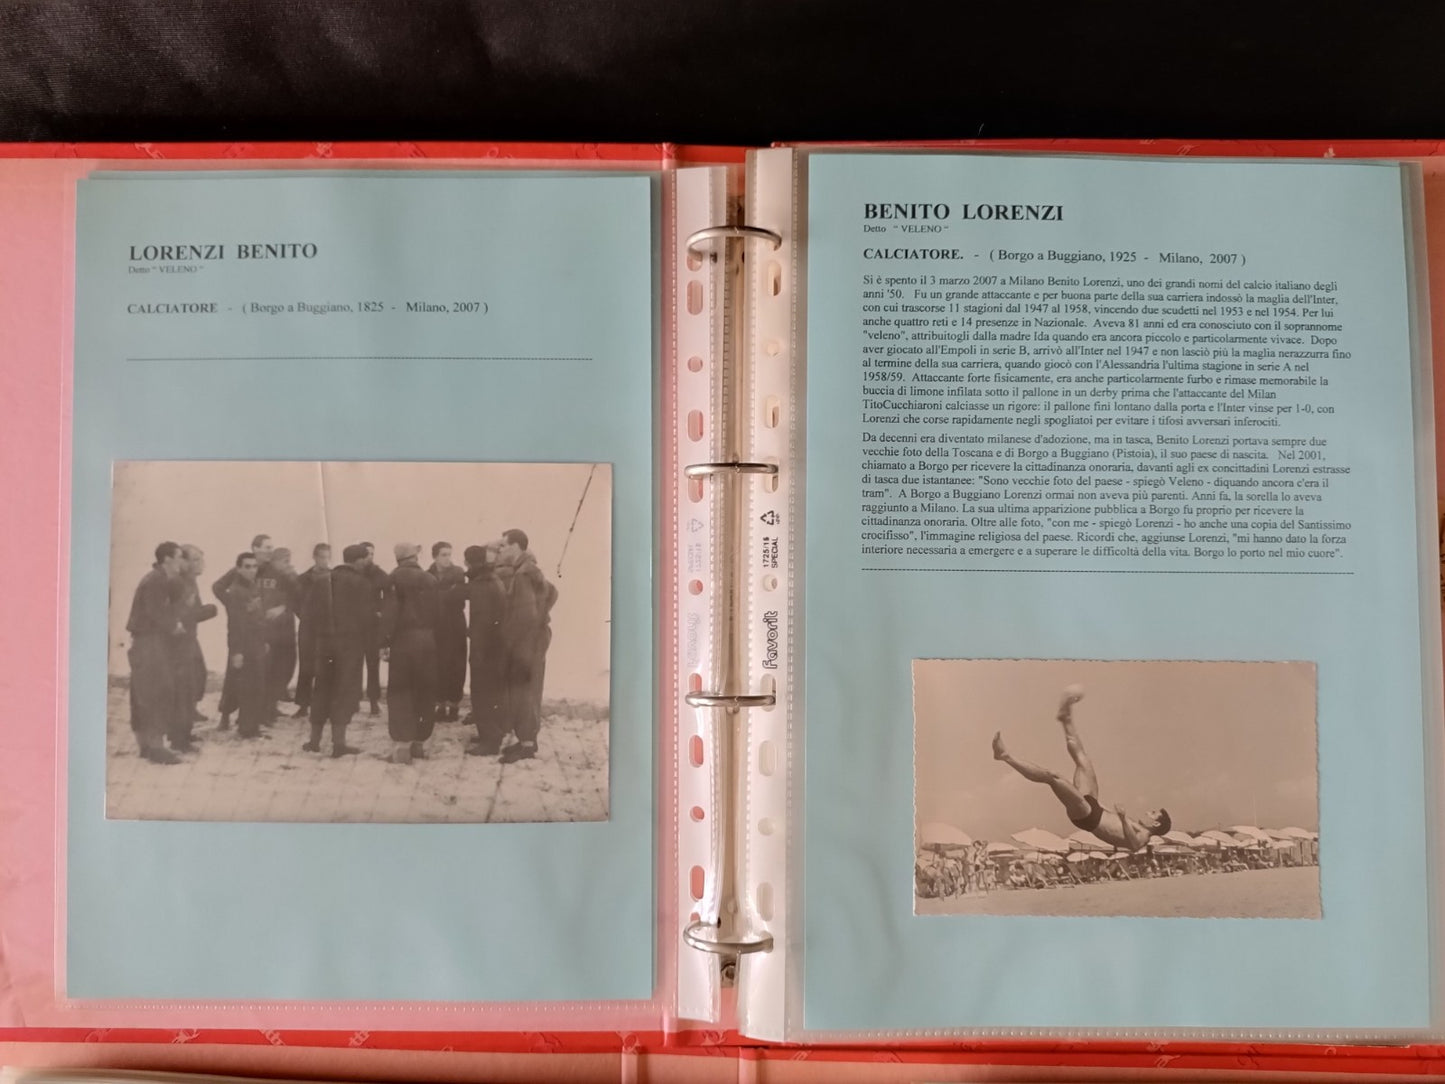 LORENZI BENITO
Detto " VELENO "
CALCIATORE - ( Borgo a Buggiano, 1825 - Milano, 2007 )
BENITO LORENZI
Detto " VELENO "
CALCIATORE. - ( Borgo a Buggiano, 1925 - Milano, 2007 )
Si è spento il 3 marzo 2007 a Milano Benito Lorenzi, uno dei grandi nomi del calcio italiano degli
anni '50. Fu un grande attaccante e per buona parte della sua carriera indossò la maglia dell'Inter,
con cui trascorse 11 stagioni dal 1947 al 1958, vincendo due scudetti nel 1953 e nel 1954. Per lui
anche quattro reti e 14 presenze in Nazionale. Aveva 81 anni ed era conosciuto con il soprannome
"veleno", attribuitogli dalla madre Ida quando era ancora piccolo e particolarmente vivace. Dopo
aver giocato all'Empoli in serie B, arrivò all'Inter nel 1947 e non lasciò più la maglia nerazzurra fino
al termine della sua carriera, quando giocò con l'Alessandria l'ultima stagione in serie A nel
1958/59. Attaccante forte fisicamente, era anche particolarmente furbo e rimase memorabile la
buccia di limone infilata sotto il pallone in un derby prima che l'attaccante del Milan
TitoCucchiaroni calciasse un rigore: il pallone finì lontano dalla porta e l'Inter vinse per 1-0, con
Lorenzi che corse rapidamente negli spogliatoi per evitare i tifosi avversari inferociti.
Da decenni era diventato milanese d'adozione, ma in tasca, Benito Lorenzi portava sempre due
vecchie foto della Toscana e di Borgo a Buggiano (Pistoia), il suo paese di nascita. Nel 2001,
chiamato a Borgo per ricevere la cittadinanza onoraria, davanti agli ex concittadini Lorenzi estrasse
di tasca due istantanee: "Sono vecchie foto del paese - spiegò Veleno - diquando ancora c'era il
tram". A Borgo a Buggiano Lorenzi ormai non aveva più parenti. Anni fa, la sorella lo aveva
raggiunto a Milano. La sua ultima apparizione pubblica a Borgo fu proprio per ricevere la
cittadinanza onoraria. Oltre alle foto, "con me - spiegò Lorenzi - ho anche una copia del Santissimo
crocifisso", l'immagine religiosa del paese. Ricordi che, aggiunse Lorenzi, "mi hanno dato la forza
interiore necessaria a emergere e a superare le difficoltà della vita. Borgo lo porto nel mio cuore".
Favorit
1725/15
SPECIAL